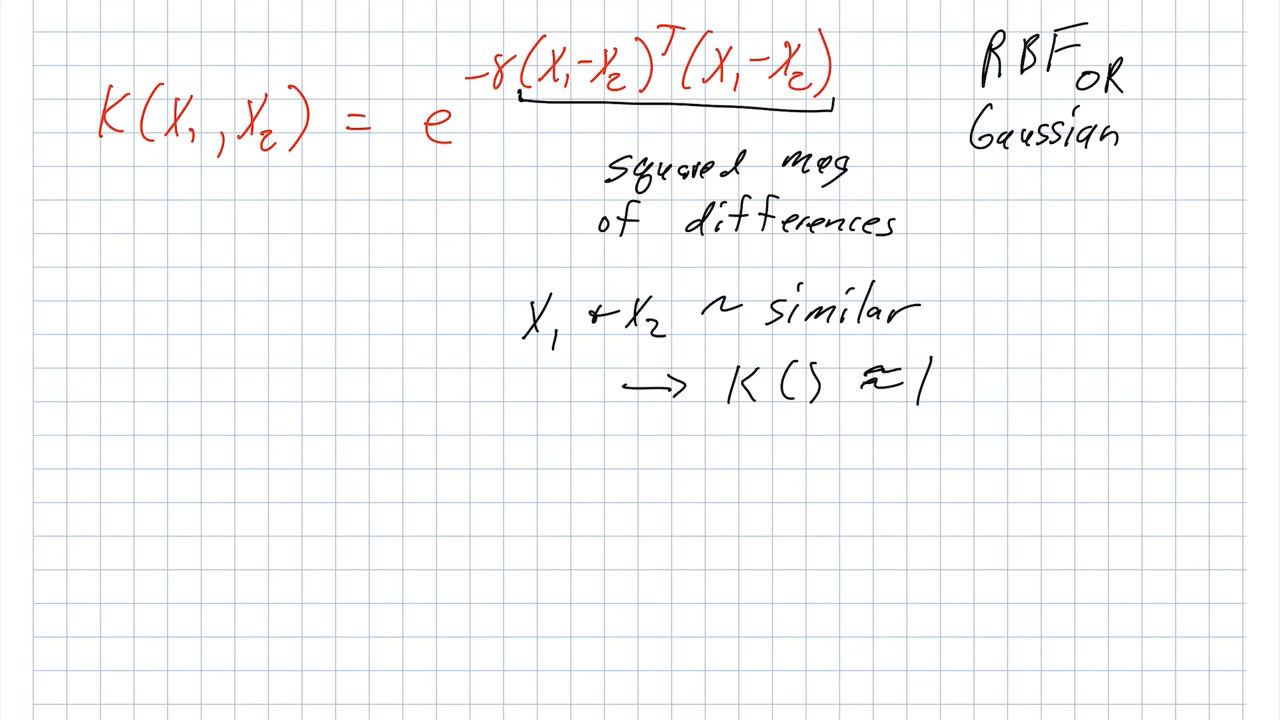 K(X₁, X₂) = e^{-γ(X₁-X₂)ᵀ(X₁-X₂)}
RBF OR
Gaussian
squared mag
of differences
X₁ + X₂ ~ similar
→ K() ≈ 1